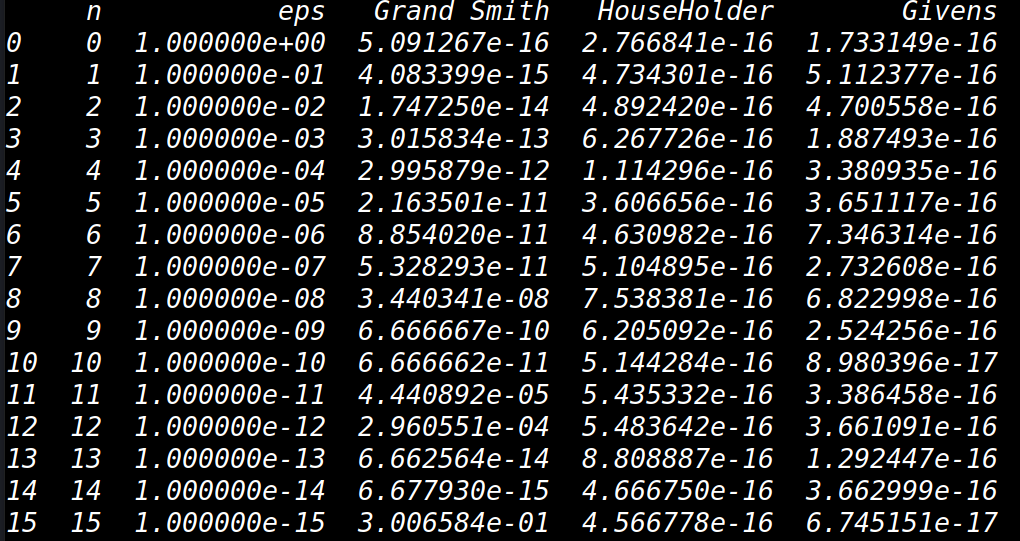 n eps Grand Smith HouseHolder Givens
0 0 1.000000e+00 5.091267e-16 2.766841e-16 1.733149e-16
1 1 1.000000e-01 4.083399e-15 4.734301e-16 5.112377e-16
2 2 1.000000e-02 1.747250e-14 4.892420e-16 4.700558e-16
3 3 1.000000e-03 3.015834e-13 6.267726e-16 1.887493e-16
4 4 1.000000e-04 2.995879e-12 1.114296e-16 3.380935e-16
5 5 1.000000e-05 2.163501e-11 3.606656e-16 3.651117e-16
6 6 1.000000e-06 8.854020e-11 4.630982e-16 7.346314e-16
7 7 1.000000e-07 5.328293e-11 5.104895e-16 2.732608e-16
8 8 1.000000e-08 3.440341e-08 7.538381e-16 6.822998e-16
9 9 1.000000e-09 6.666667e-10 6.205092e-16 2.524256e-16
10 10 1.000000e-10 6.666662e-11 5.144284e-16 8.980396e-17
11 11 1.000000e-11 4.440892e-05 5.435332e-16 3.386458e-16
12 12 1.000000e-12 2.960551e-04 5.483642e-16 3.661091e-16
13 13 1.000000e-13 6.662564e-14 8.808887e-16 1.292447e-16
14 14 1.000000e-14 6.677930e-15 4.666750e-16 3.662999e-16
15 15 1.000000e-15 3.006584e-01 4.566778e-16 6.745151e-17